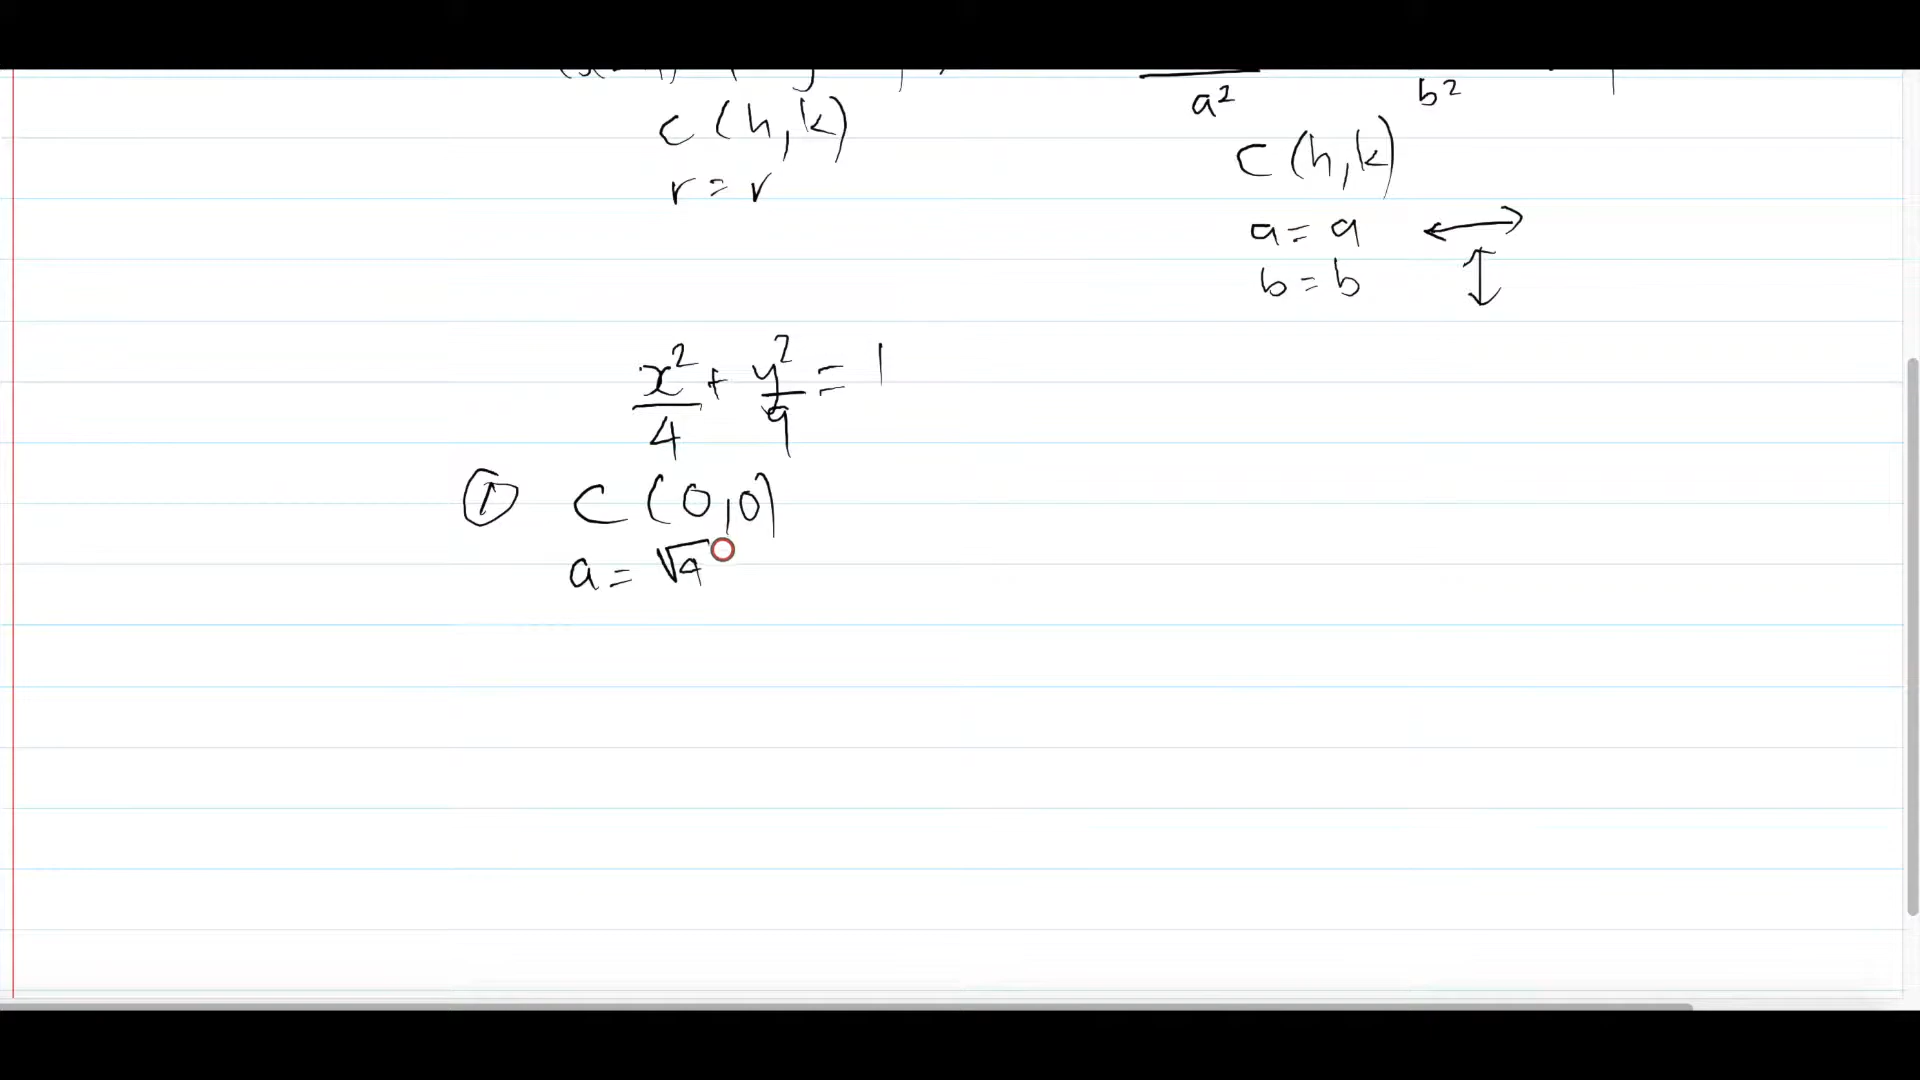 a² b²
C (h,k)
r = r
C (h,k)
a = a
b = b
x²/4 + y²/9 = 1
① C (0,0)
a = √4